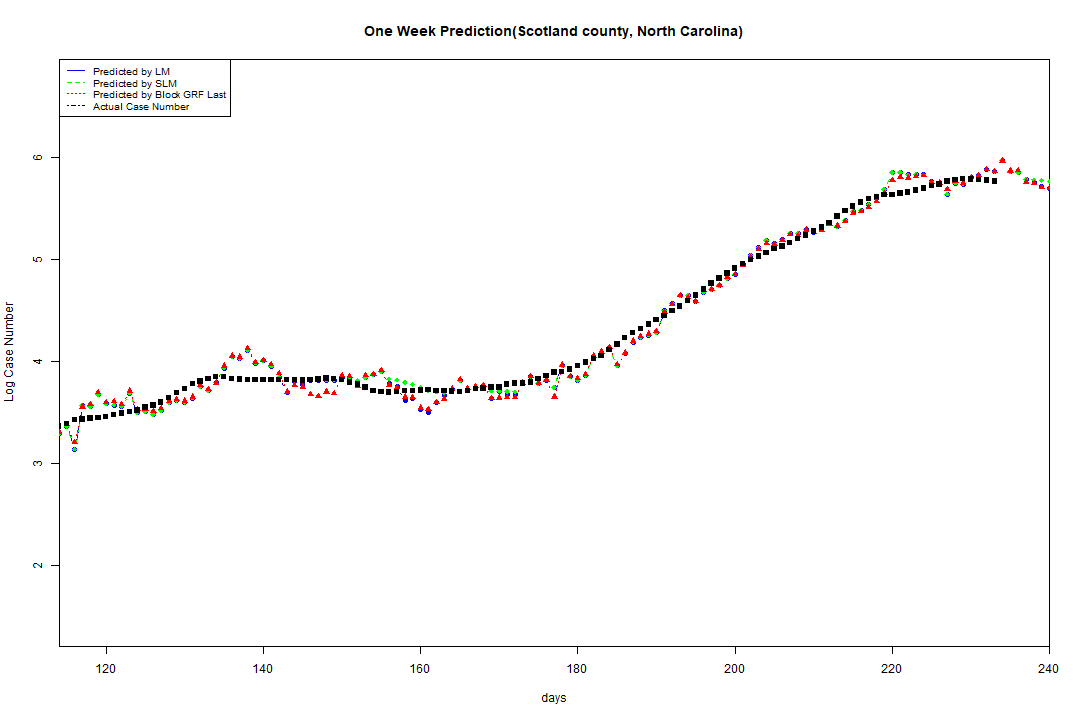 One Week Prediction(Scotland county, North Carolina)
Predicted by LM
Predicted by SLM
Predicted by Block GRF Last
Actual Case Number
6
5
4
3
2
Log Case Number
120 140 160 180 200 220 240
days